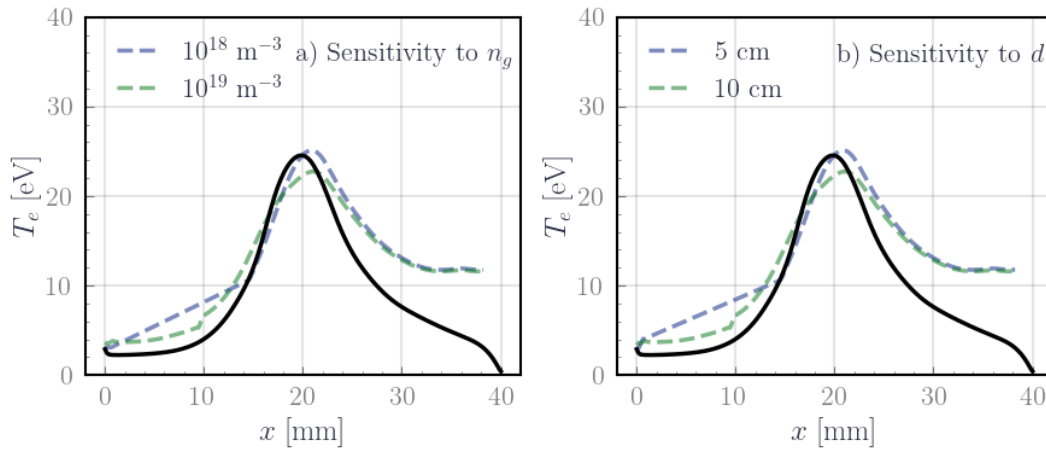 40
30
20
10
0
T_e [eV]
10^18 m^−3
10^19 m^−3
a) Sensitivity to n_g
0 10 20 30 40
x [mm]
40
30
20
10
0
T_e [eV]
5 cm
10 cm
b) Sensitivity to d
0 10 20 30 40
x [mm]